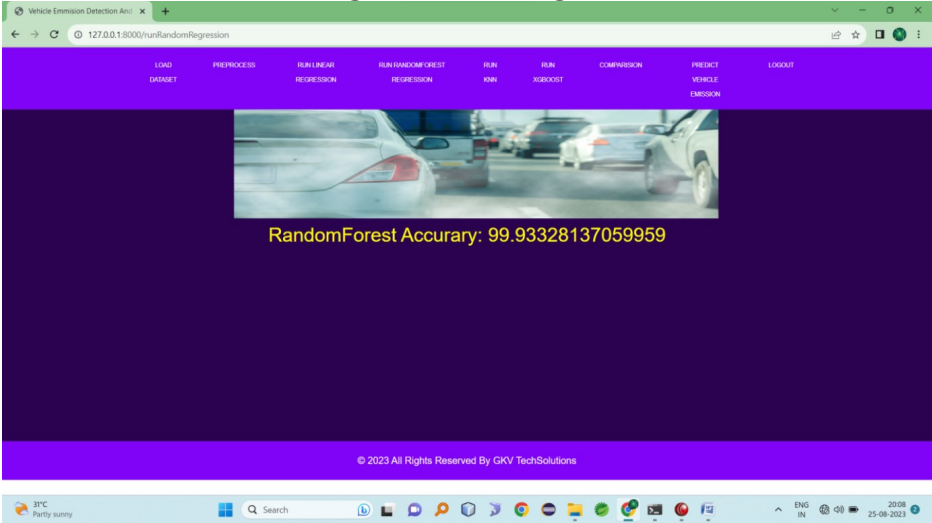 Vehicle Emmision Detection And
127.0.0.1:8000/runRandomRegression
LOAD
DATASET
PREPROCESS
RUN LINEAR
REGRESSION
RUN RANDOMFOREST
REGRESSION
RUN
KNN
RUN
XGBOOST
COMPARISION
PREDICT
VEHICLE
EMISSION
LOGOUT
RandomForest Accurary: 99.93328137059959
© 2023 All Rights Reserved By GKV TechSolutions
31°C
Partly sunny
Search
ENG
IN
20:08
25-08-2023
2